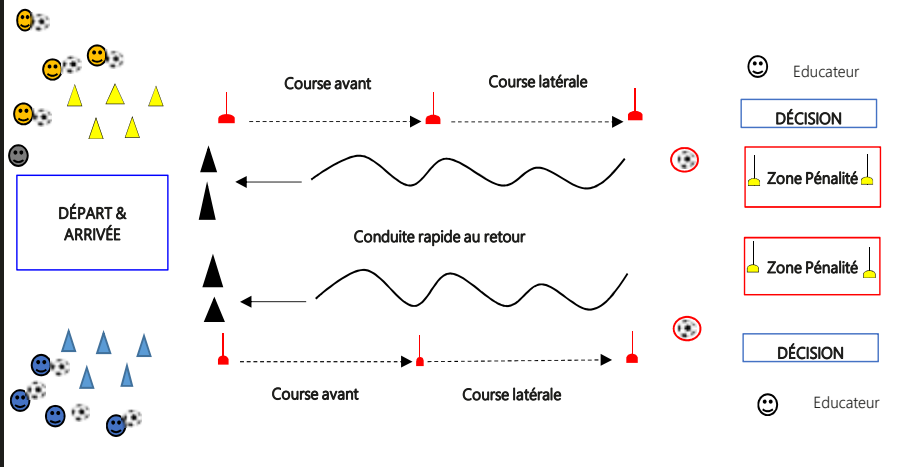 Course avant
Course latérale
Educateur
DÉCISION
Zone Pénalité
DÉPART &
ARRIVÉE
Conduite rapide au retour
Zone Pénalité
DÉCISION
Course avant
Course latérale
Educateur